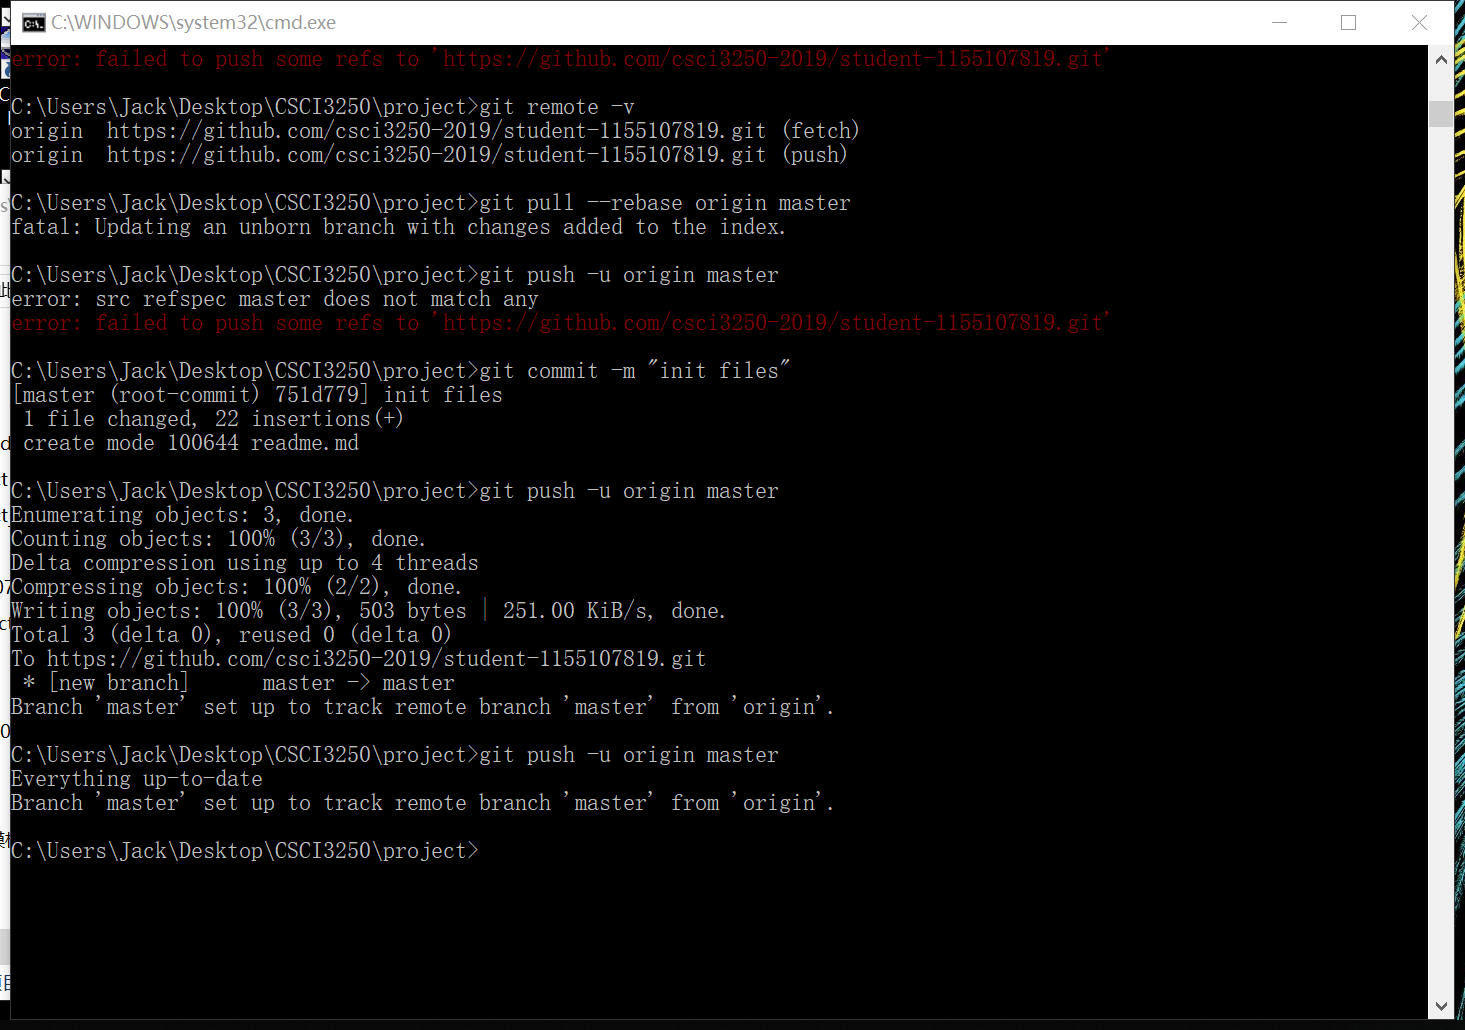 C:\WINDOWS\system32\cmd.exe
error: failed to push some refs to 'https://github.com/csci3250-2019/student-1155107819.git'
C:\Users\Jack\Desktop\CSCI3250\project>git remote -v
origin  https://github.com/csci3250-2019/student-1155107819.git (fetch)
origin  https://github.com/csci3250-2019/student-1155107819.git (push)
C:\Users\Jack\Desktop\CSCI3250\project>git pull --rebase origin master
fatal: Updating an unborn branch with changes added to the index.
C:\Users\Jack\Desktop\CSCI3250\project>git push -u origin master
error: src refspec master does not match any
error: failed to push some refs to 'https://github.com/csci3250-2019/student-1155107819.git'
C:\Users\Jack\Desktop\CSCI3250\project>git commit -m "init files"
[master (root-commit) 751d779] init files
 1 file changed, 22 insertions(+)
 create mode 100644 readme.md
C:\Users\Jack\Desktop\CSCI3250\project>git push -u origin master
Enumerating objects: 3, done.
Counting objects: 100% (3/3), done.
Delta compression using up to 4 threads
Compressing objects: 100% (2/2), done.
Writing objects: 100% (3/3), 503 bytes | 251.00 KiB/s, done.
Total 3 (delta 0), reused 0 (delta 0)
To https://github.com/csci3250-2019/student-1155107819.git
 * [new branch]      master -> master
Branch 'master' set up to track remote branch 'master' from 'origin'.
C:\Users\Jack\Desktop\CSCI3250\project>git push -u origin master
Everything up-to-date
Branch 'master' set up to track remote branch 'master' from 'origin'.
C:\Users\Jack\Desktop\CSCI3250\project>